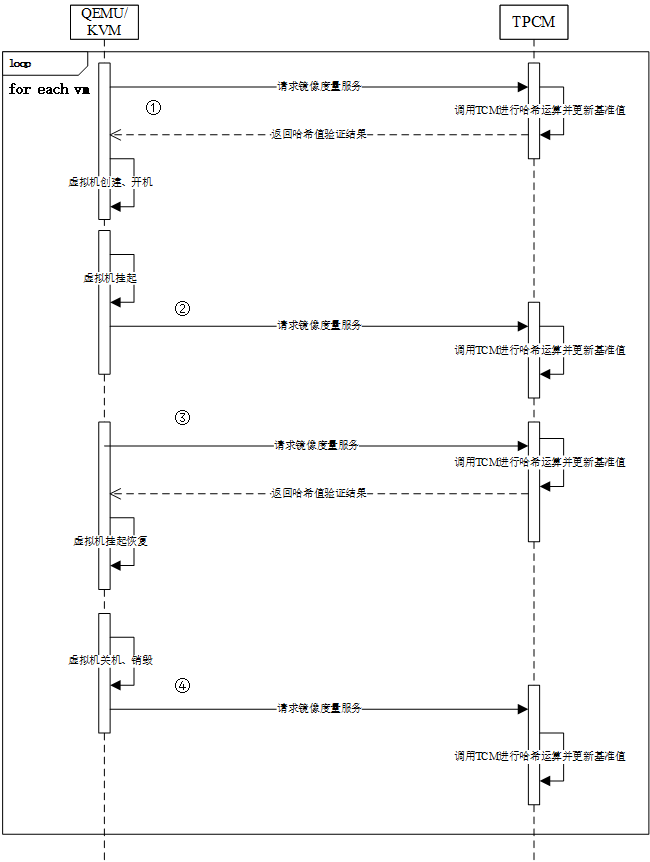 QEMU/
KVM
TPCM
loop
for each vm
请求镜像度量服务
①
调用TCM进行哈希运算并更新基准值
返回哈希值验证结果
虚拟机创建、开机
虚拟机挂起
②
请求镜像度量服务
调用TCM进行哈希运算并更新基准值
③
请求镜像度量服务
调用TCM进行哈希运算并更新基准值
返回哈希值验证结果
虚拟机挂起恢复
虚拟机关机、销毁
④
请求镜像度量服务
调用TCM进行哈希运算并更新基准值